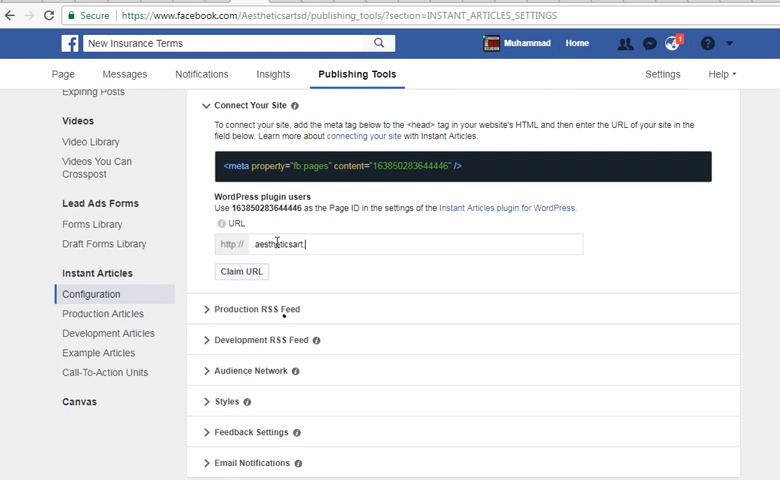 Secure https://www.facebook.com/Aestheticsartsd/publishing_tools/?section=INSTANT_ARTICLES_SETTINGS
New Insurance Terms
Muhammad Home 1
Page Messages Notifications Insights Publishing Tools Settings Help
Expiring Posts
Videos
Video Library
Videos You Can
Crosspost
Lead Ads Forms
Forms Library
Draft Forms Library
Instant Articles
Configuration
Production Articles
Development Articles
Example Articles
Call-To-Action Units
Canvas
Connect Your Site
To connect your site, add the meta tag below to the <head> tag in your website's HTML and then enter the URL of your site in the
field below. Learn more about connecting your site with Instant Articles.
<meta property="fb:pages" content="163850283644446" />
WordPress plugin users
Use 163850283644446 as the Page ID in the settings of the Instant Articles plugin for WordPress.
URL
http:// aestheticsart.
Claim URL
Production RSS Feed
Development RSS Feed
Audience Network
Styles
Feedback Settings
Email Notifications